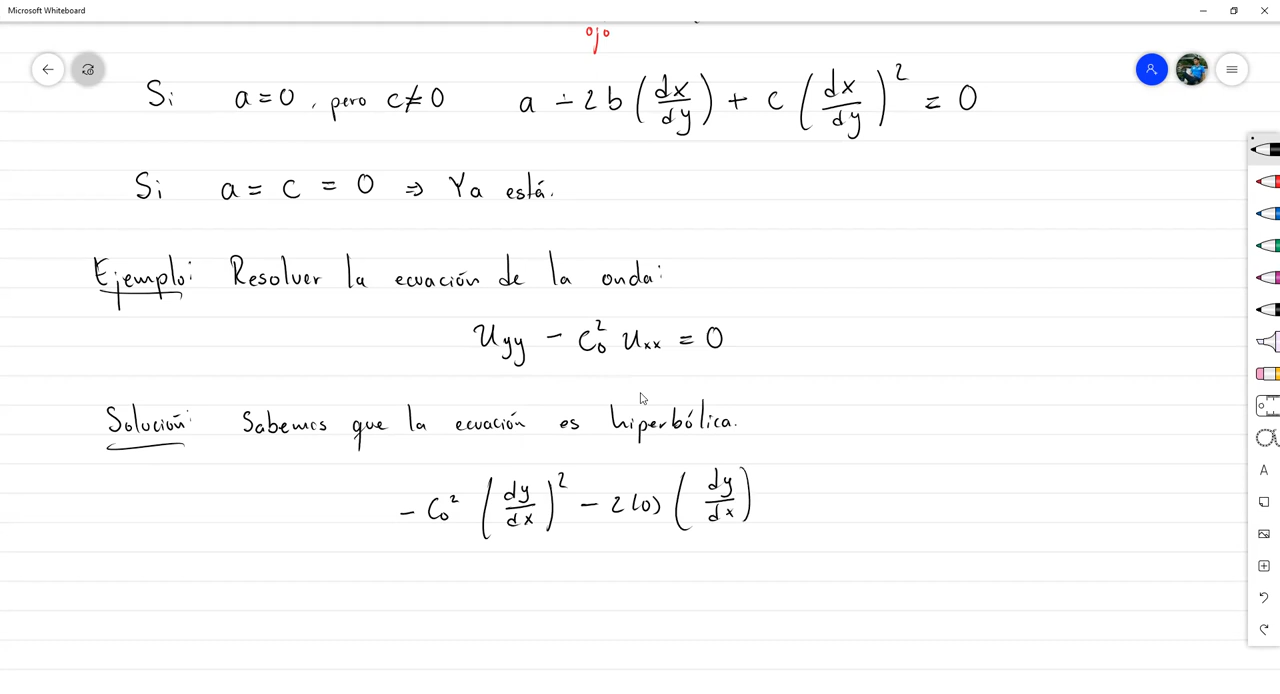 Microsoft Whiteboard
ojo
Si a=0, pero c≠0 a - 2b (dx/dy) + c (dx/dy)² = 0
Si a = c = 0 ⇒ Ya está.
Ejemplo: Resolver la ecuación de la onda:
Uyy - C₀² Uxx = 0
Solución: Sabemos que la ecuación es hiperbólica.
- C₀² (dy/dx)² - 2(0) (dy/dx)
A